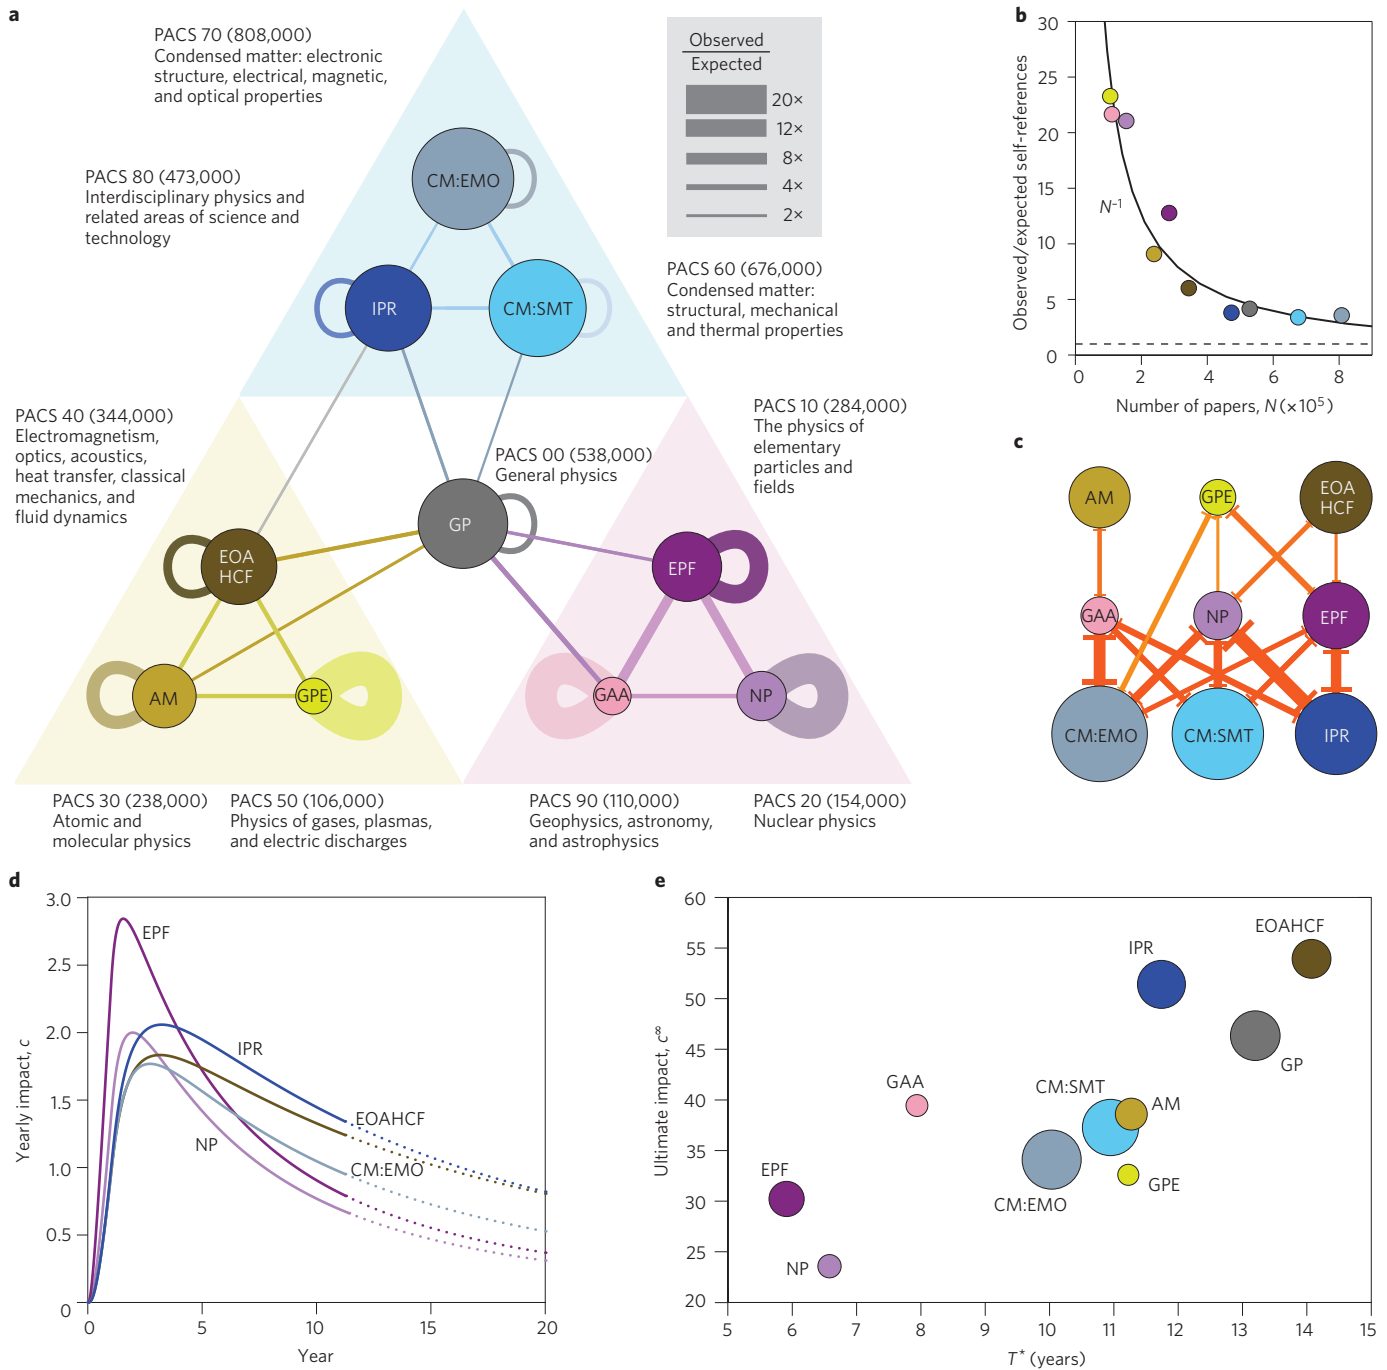 a
PACS 70 (808,000)
Condensed matter: electronic
structure, electrical, magnetic,
and optical properties
PACS 80 (473,000)
Interdisciplinary physics and
related areas of science and
technology
Observed
Expected
20×
12×
8×
4×
2×
CM:EMO
IPR
CM:SMT
PACS 60 (676,000)
Condensed matter:
structural, mechanical
and thermal properties
PACS 40 (344,000)
Electromagnetism,
optics, acoustics,
heat transfer, classical
mechanics, and
fluid dynamics
PACS 00 (538,000)
General physics
PACS 10 (284,000)
The physics of
elementary
particles and
fields
GP
EOA
HCF
EPF
AM
GPE
GAA
NP
PACS 30 (238,000)
Atomic and
molecular physics
PACS 50 (106,000)
Physics of gases, plasmas,
and electric discharges
PACS 90 (110,000)
Geophysics, astronomy,
and astrophysics
PACS 20 (154,000)
Nuclear physics
b
Observed/expected self-references
30
25
20
15
10
5
0
N⁻¹
0
2
4
6
8
Number of papers, N (×10⁵)
c
AM
GPE
EOA
HCF
GAA
NP
EPF
CM:EMO
CM:SMT
IPR
d
Yearly impact, c
3.0
2.5
2.0
1.5
1.0
0.5
0
EPF
IPR
EOAHCF
NP
CM:EMO
0
5
10
15
20
Year
e
Ultimate impact, c∞
60
55
50
45
40
35
30
25
20
EOAHCF
IPR
GP
GAA
CM:SMT
AM
EPF
GPE
CM:EMO
NP
5
6
7
8
9
10
11
12
13
14
15
T* (years)